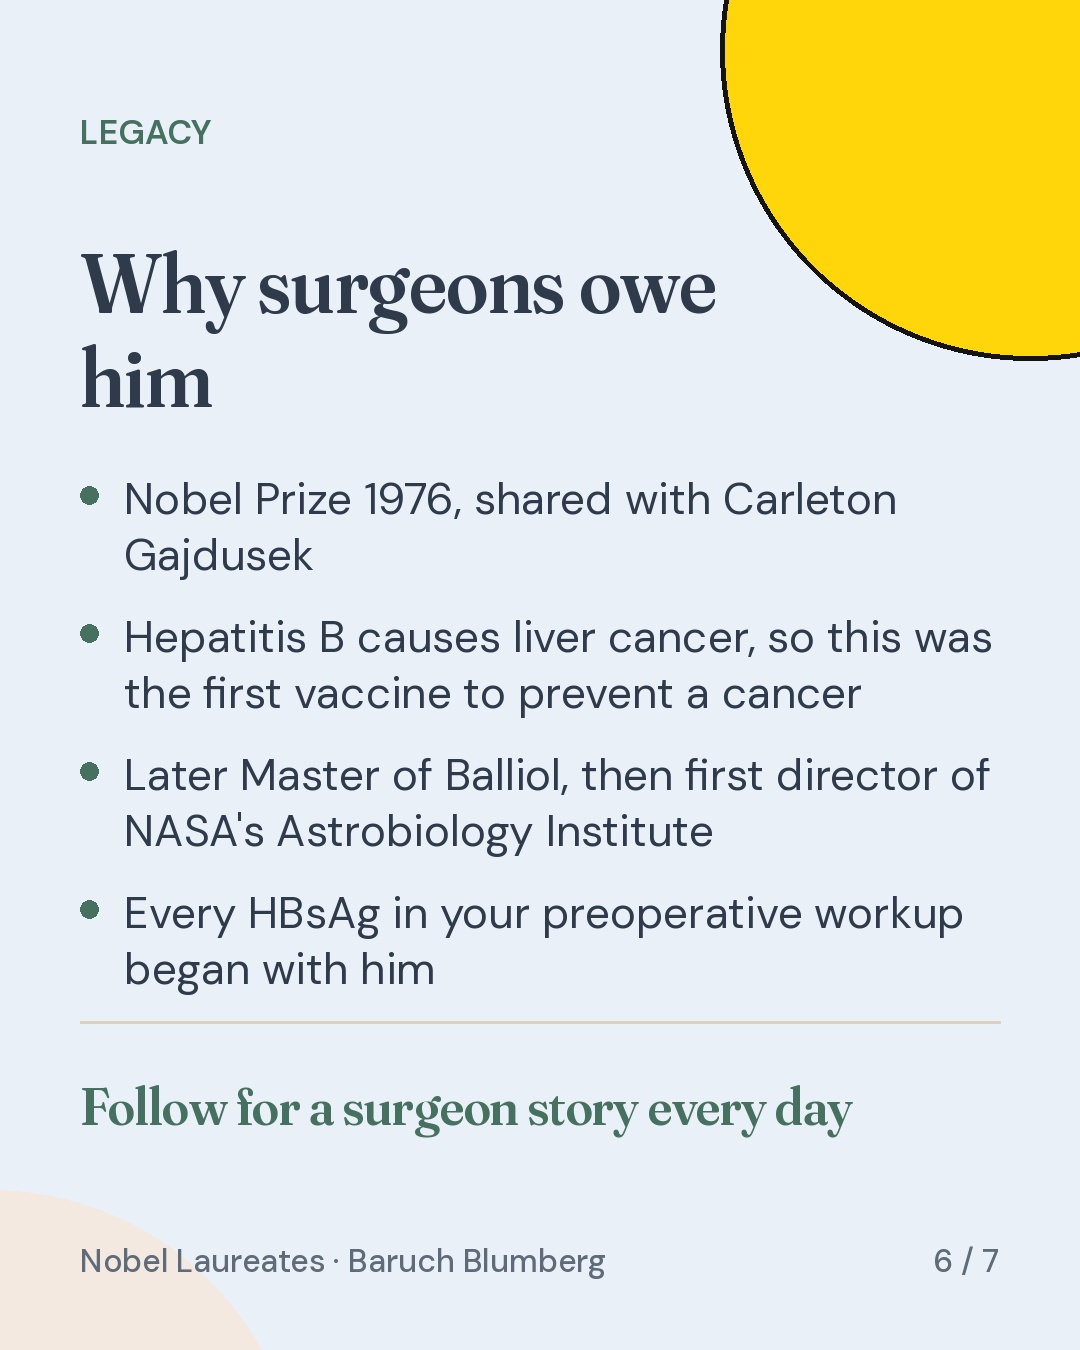 LEGACY
Why surgeons owe
him
Nobel Prize 1976, shared with Carleton
Gajdusek
Hepatitis B causes liver cancer, so this was
the first vaccine to prevent a cancer
Later Master of Balliol, then first director of
NASA's Astrobiology Institute
Every HBsAg in your preoperative workup
began with him
Follow for a surgeon story every day
Nobel Laureates · Baruch Blumberg
6 / 7